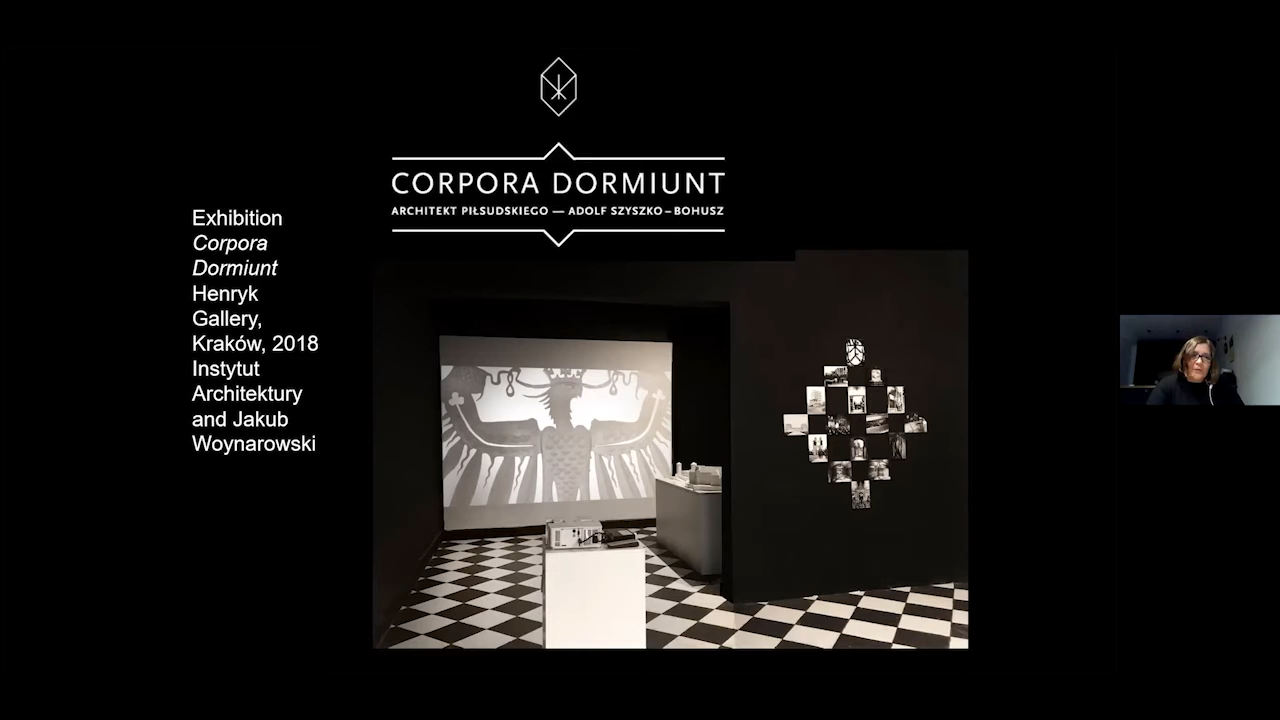 CORPORA DORMIUNT
ARCHITEKT PIŁSUDSKIEGO — ADOLF SZYSZKO–BOHUSZ
Exhibition
Corpora
Dormiunt
Henryk
Gallery,
Kraków, 2018
Instytut
Architektury
and Jakub
Woynarowski